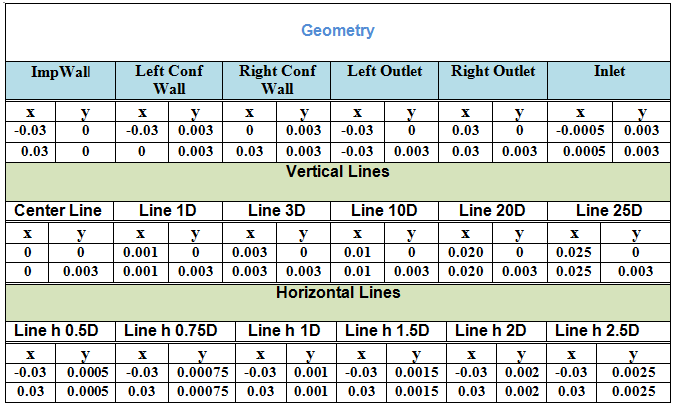 Geometry
ImpWall Left Conf Wall Right Conf Wall Left Outlet Right Outlet Inlet
x y x y x y x y x y x y
-0.03 0 -0.03 0.003 0 0.003 -0.03 0 0.03 0 -0.0005 0.003
0.03 0 0 0.003 0.03 0.003 -0.03 0.003 0.03 0.003 0.0005 0.003
Vertical Lines
Center Line Line 1D Line 3D Line 10D Line 20D Line 25D
x y x y x y x y x y x y
0 0 0.001 0 0.003 0 0.01 0 0.020 0 0.025 0
0 0.003 0.001 0.003 0.003 0.003 0.01 0.003 0.020 0.003 0.025 0.003
Horizontal Lines
Line h 0.5D Line h 0.75D Line h 1D Line h 1.5D Line h 2D Line h 2.5D
x y x y x y x y x y x y
-0.03 0.0005 -0.03 0.00075 -0.03 0.001 -0.03 0.0015 -0.03 0.002 -0.03 0.0025
0.03 0.0005 0.03 0.00075 0.03 0.001 0.03 0.0015 0.03 0.002 0.03 0.0025